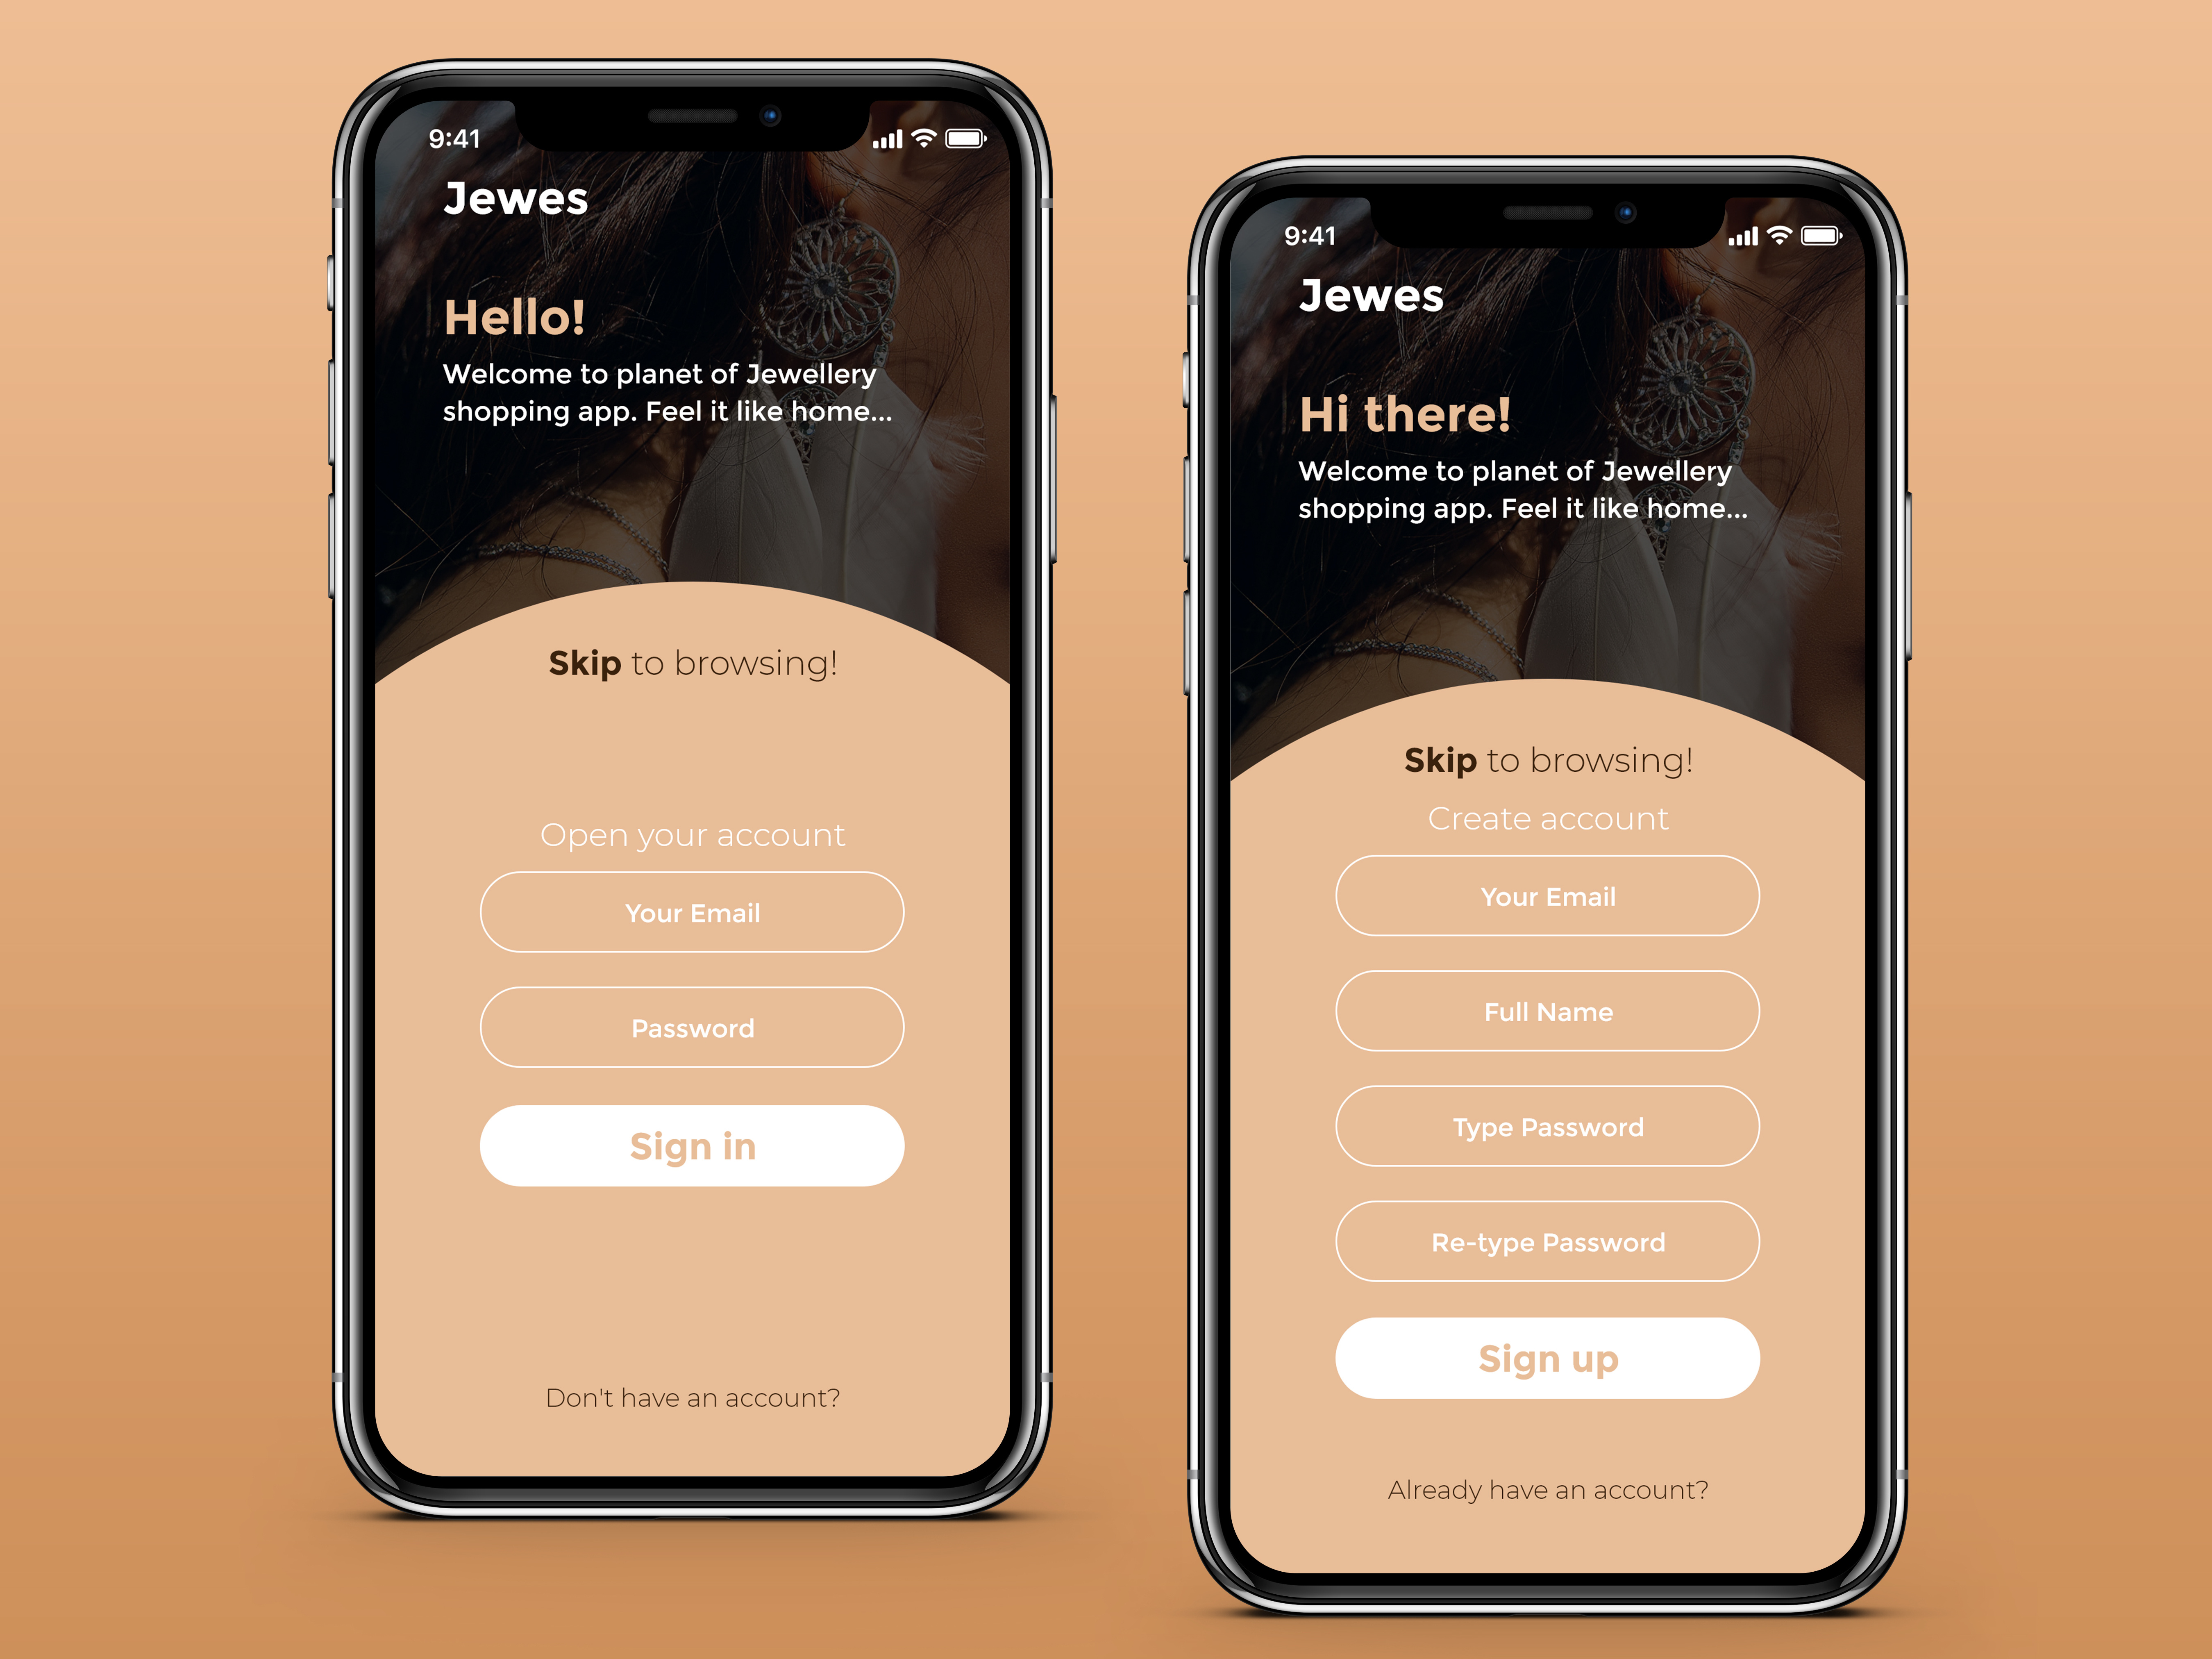 9:41
Jewes
Hello!
Welcome to planet of Jewellery
shopping app. Feel it like home...
Skip to browsing!
Open your account
Your Email
Password
Sign in
Don't have an account?
9:41
Jewes
Hi there!
Welcome to planet of Jewellery
shopping app. Feel it like home...
Skip to browsing!
Create account
Your Email
Full Name
Type Password
Re-type Password
Sign up
Already have an account?